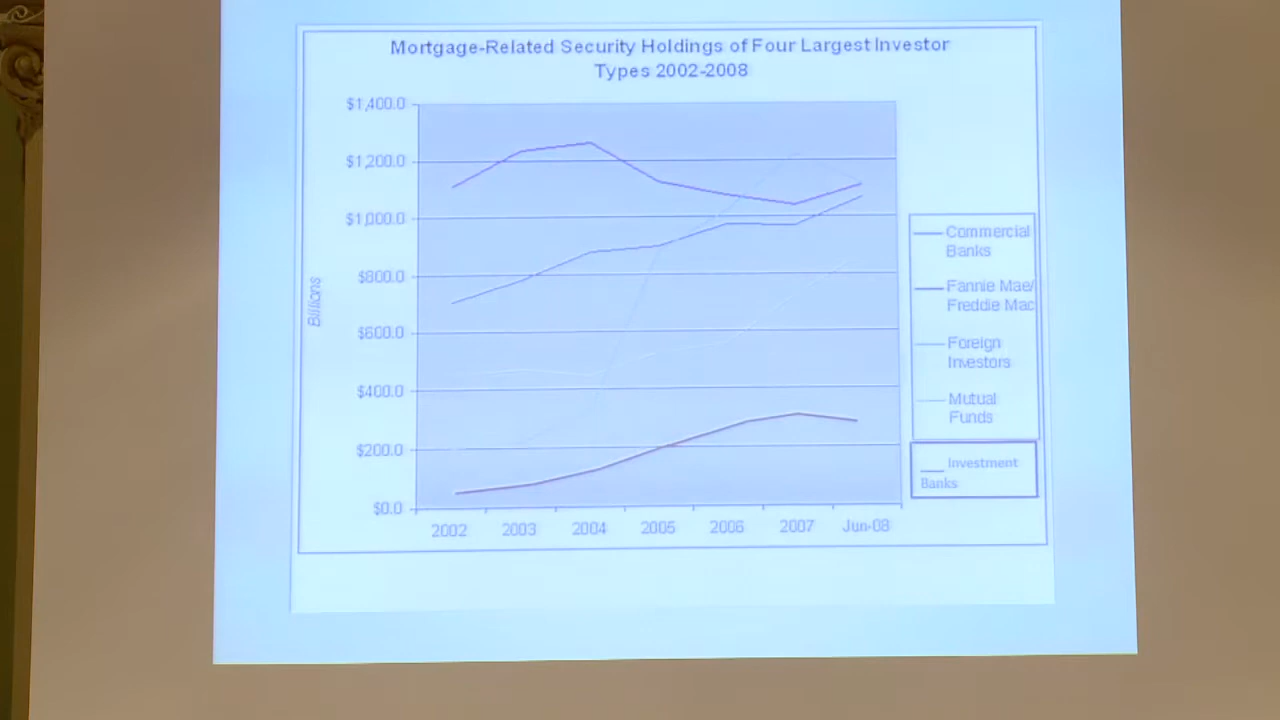 Mortgage-Related Security Holdings of Four Largest Investor
Types 2002-2008
$1,400.0
$1,200.0
$1,000.0
$800.0
$600.0
$400.0
$200.0
$0.0
Billions
2002 2003 2004 2005 2006 2007 Jun-08
Commercial
Banks
Fannie Mae/
Freddie Mac
Foreign
Investors
Mutual
Funds
Investment
Banks